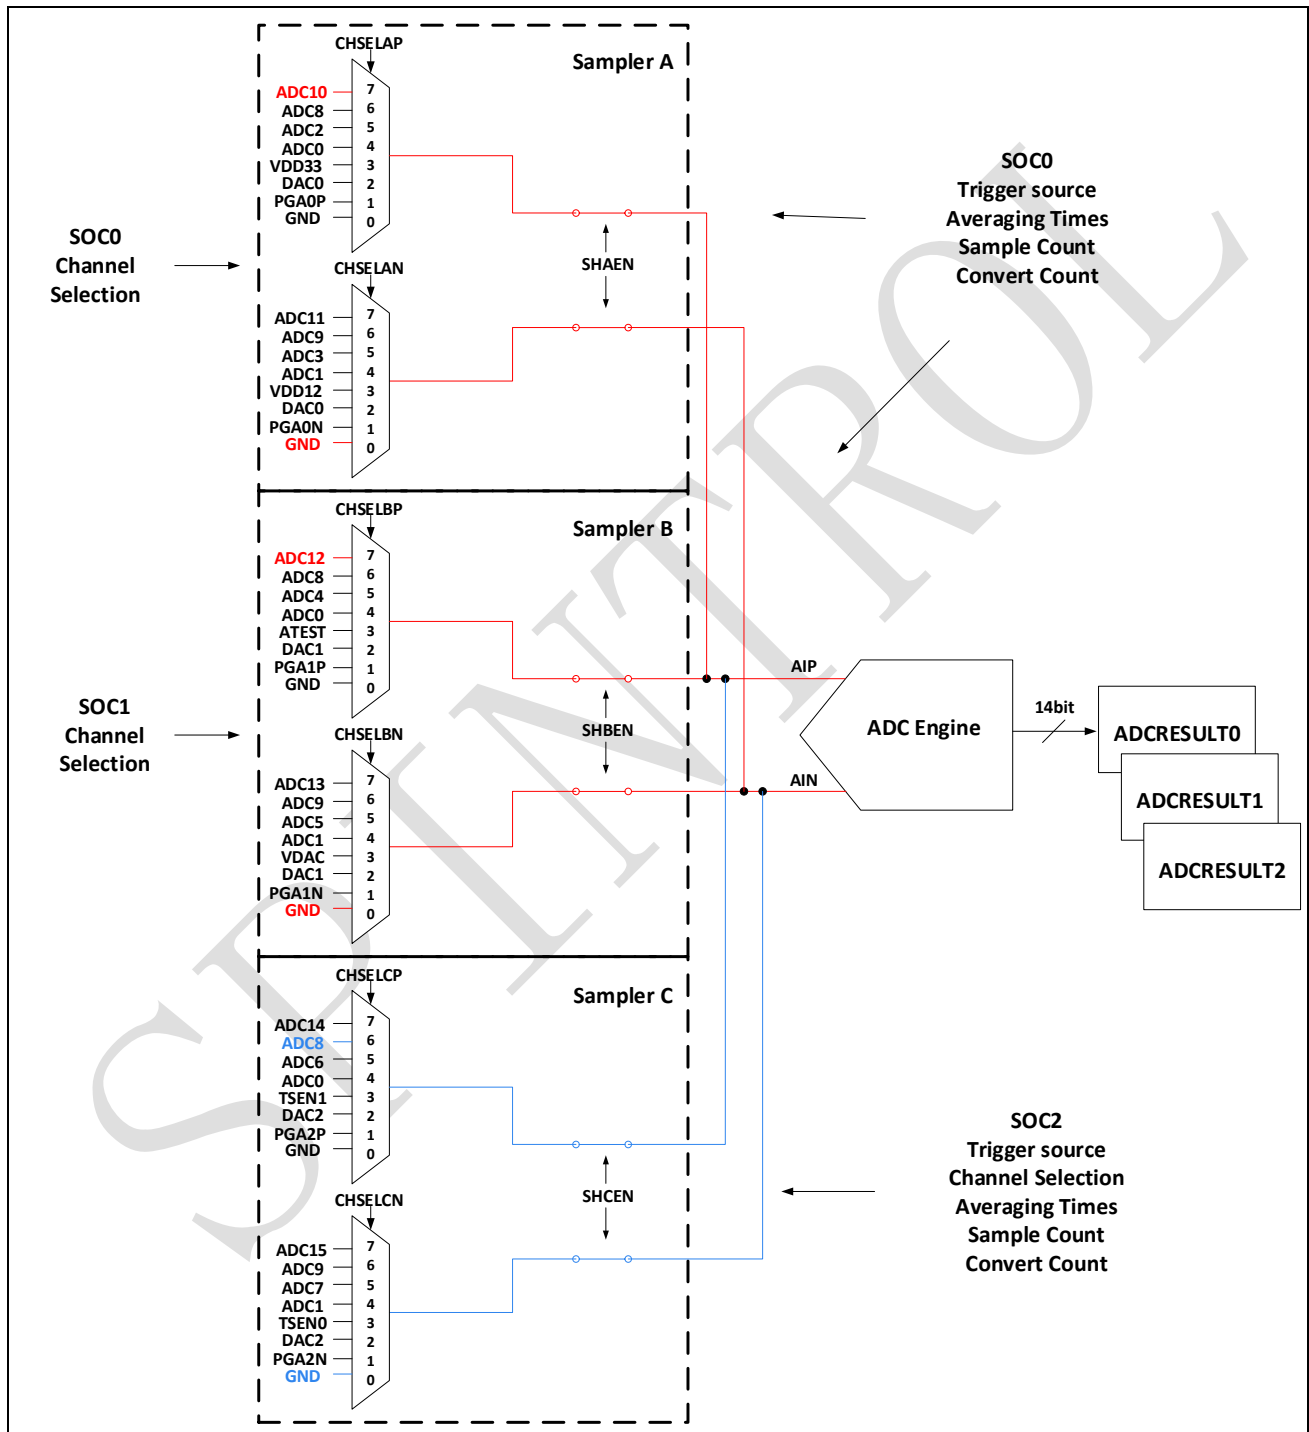 CHSELAP
Sampler A
ADC10
ADC8
ADC2
ADC0
VDD33
DAC0
PGA0P
GND
7
6
5
4
3
2
1
0
SOC0
Channel
Selection
CHSELAN
ADC11
ADC9
ADC3
ADC1
VDD12
DAC0
PGA0N
GND
7
6
5
4
3
2
1
0
SHAEN
SOC0
Trigger source
Averaging Times
Sample Count
Convert Count
CHSELBP
Sampler B
ADC12
ADC8
ADC4
ADC0
ATEST
DAC1
PGA1P
GND
7
6
5
4
3
2
1
0
SOC1
Channel
Selection
CHSELBN
ADC13
ADC9
ADC5
ADC1
VDAC
DAC1
PGA1N
GND
7
6
5
4
3
2
1
0
SHBEN
AIP
AIN
ADC Engine
14bit
ADCRESULT0
ADCRESULT1
ADCRESULT2
CHSELCP
Sampler C
ADC14
ADC8
ADC6
ADC0
TSEN1
DAC2
PGA2P
GND
7
6
5
4
3
2
1
0
CHSELCN
ADC15
ADC9
ADC7
ADC1
TSEN0
DAC2
PGA2N
GND
7
6
5
4
3
2
1
0
SHCEN
SOC2
Trigger source
Channel Selection
Averaging Times
Sample Count
Convert Count
SPINTROL